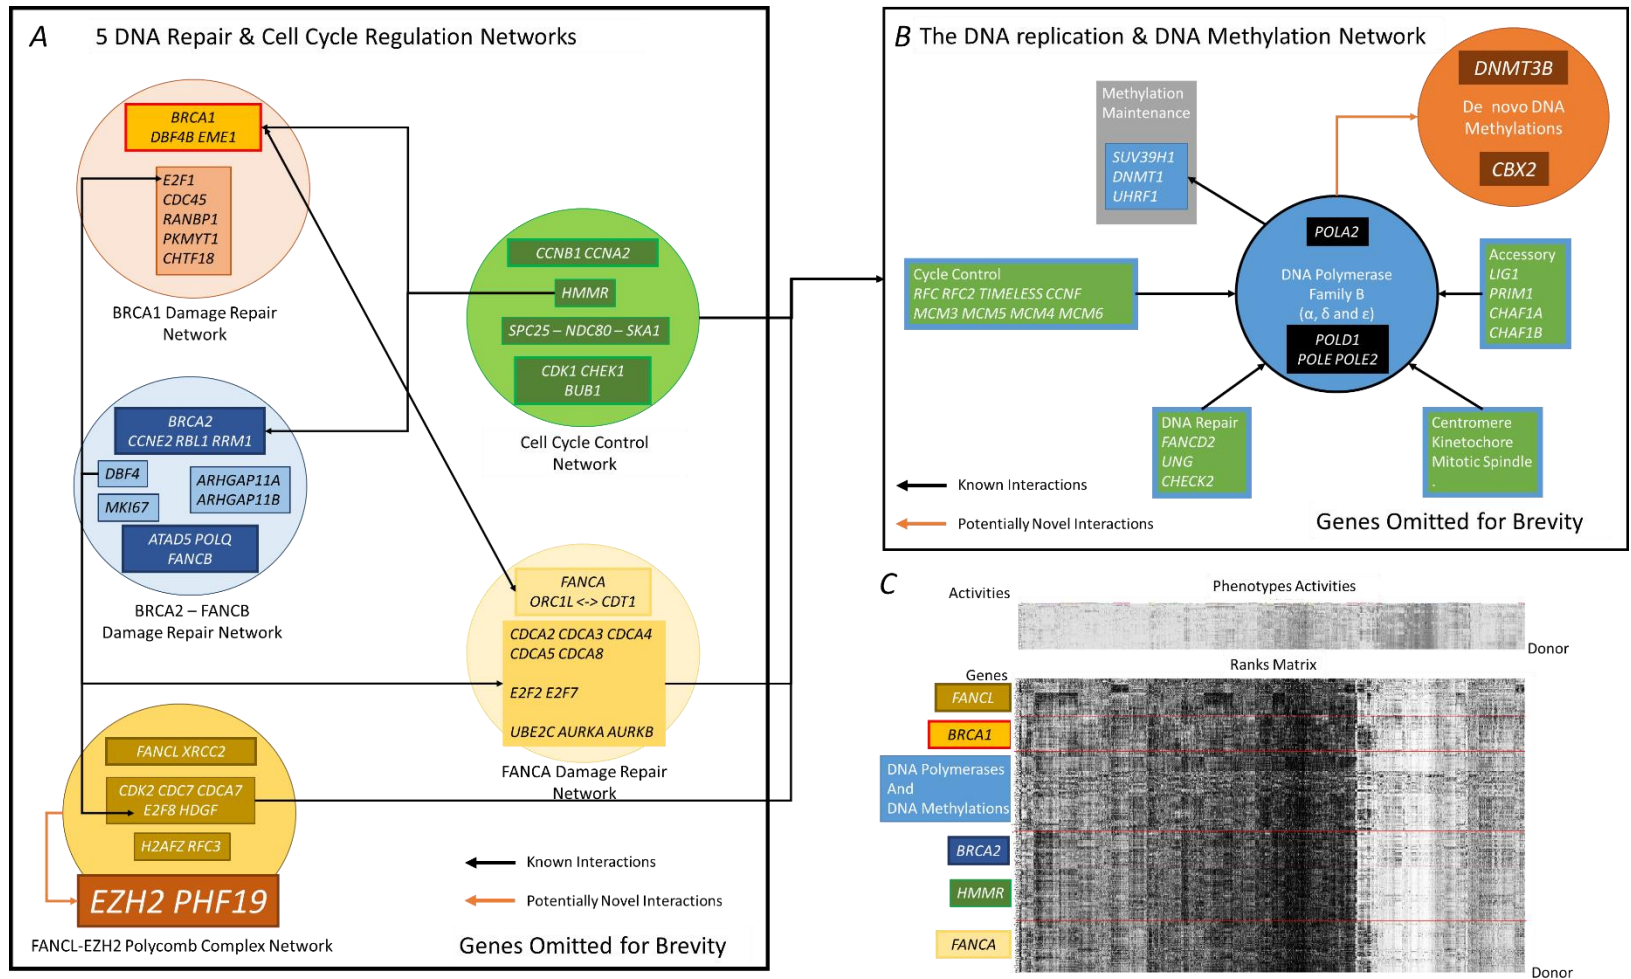 A
5 DNA Repair & Cell Cycle Regulation Networks
BRCA1
DBF4B EME1
E2F1
CDC45
RANBP1
PKMYT1
CHTF18
BRCA1 Damage Repair
Network
BRCA2
CCNE2 RBL1 RRM1
DBF4
MKI67
ARHGAP11A
ARHGAP11B
ATAD5 POLQ
FANCB
BRCA2 – FANCB
Damage Repair Network
FANCL XRCC2
CDK2 CDC7 CDCA7
E2F8 HDGF
H2AFZ RFC3
EZH2 PHF19
FANCL-EZH2 Polycomb Complex Network
CCNB1 CCNA2
HMMR
SPC25 – NDC80 – SKA1
CDK1 CHEK1
BUB1
Cell Cycle Control
Network
FANCA
ORC1L <-> CDT1
CDCA2 CDCA3 CDCA4
CDCA5 CDCA8
E2F2 E2F7
UBE2C AURKA AURKB
FANCA Damage Repair
Network
Known Interactions
Potentially Novel Interactions
Genes Omitted for Brevity
B The DNA replication & DNA Methylation Network
Methylation
Maintenance
SUV39H1
DNMT1
UHRF1
DNMT3B
De novo DNA
Methylations
CBX2
Cycle Control
RFC RFC2 TIMELESS CCNF
MCM3 MCM5 MCM4 MCM6
POLA2
DNA Polymerase
Family B
(α, δ and ε)
POLD1
POLE POLE2
Accessory
LIG1
PRIM1
CHAF1A
CHAF1B
DNA Repair
FANCD2
UNG
CHECK2
Centromere
Kinetochore
Mitotic Spindle
.
Known Interactions
Potentially Novel Interactions
Genes Omitted for Brevity
C
Phenotypes Activities
Activities
Donor
Ranks Matrix
Genes
FANCL
BRCA1
DNA Polymerases
And
DNA Methylations
BRCA2
HMMR
FANCA
Donor